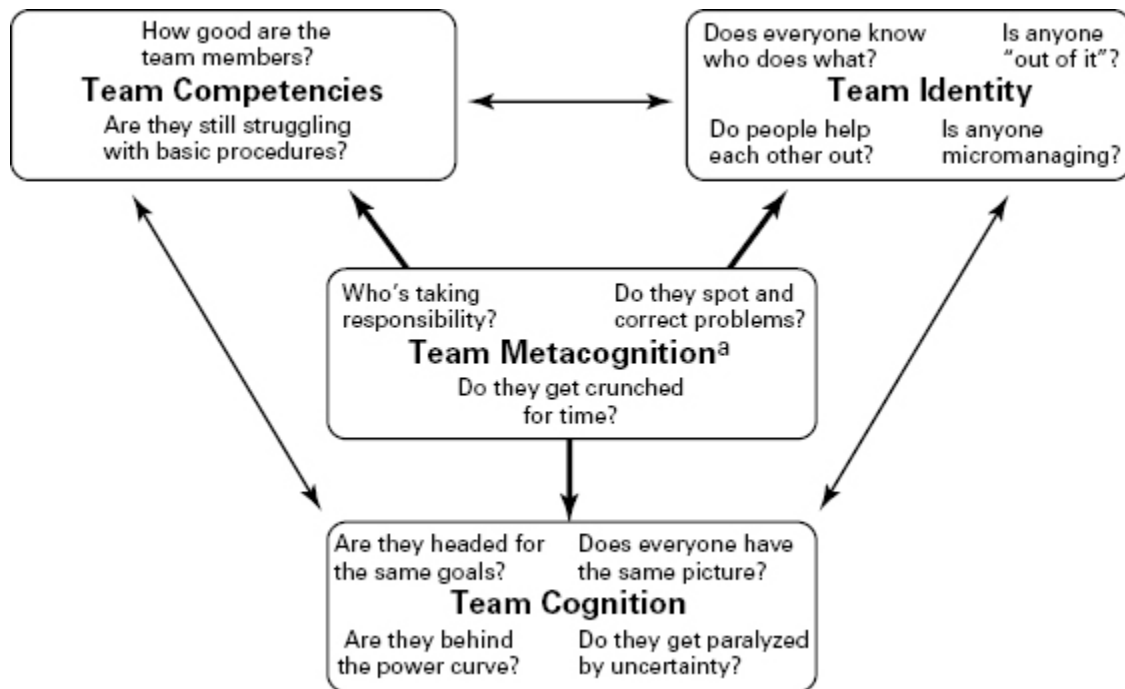 How good are the
team members?
Team Competencies
Are they still struggling
with basic procedures?
Does everyone know
who does what?
Is anyone
“out of it”?
Team Identity
Do people help
each other out?
Is anyone
micromanaging?
Who’s taking
responsibility?
Do they spot and
correct problems?
Team Metacognitionª
Do they get crunched
for time?
Are they headed for
the same goals?
Does everyone have
the same picture?
Team Cognition
Are they behind
the power curve?
Do they get paralyzed
by uncertainty?